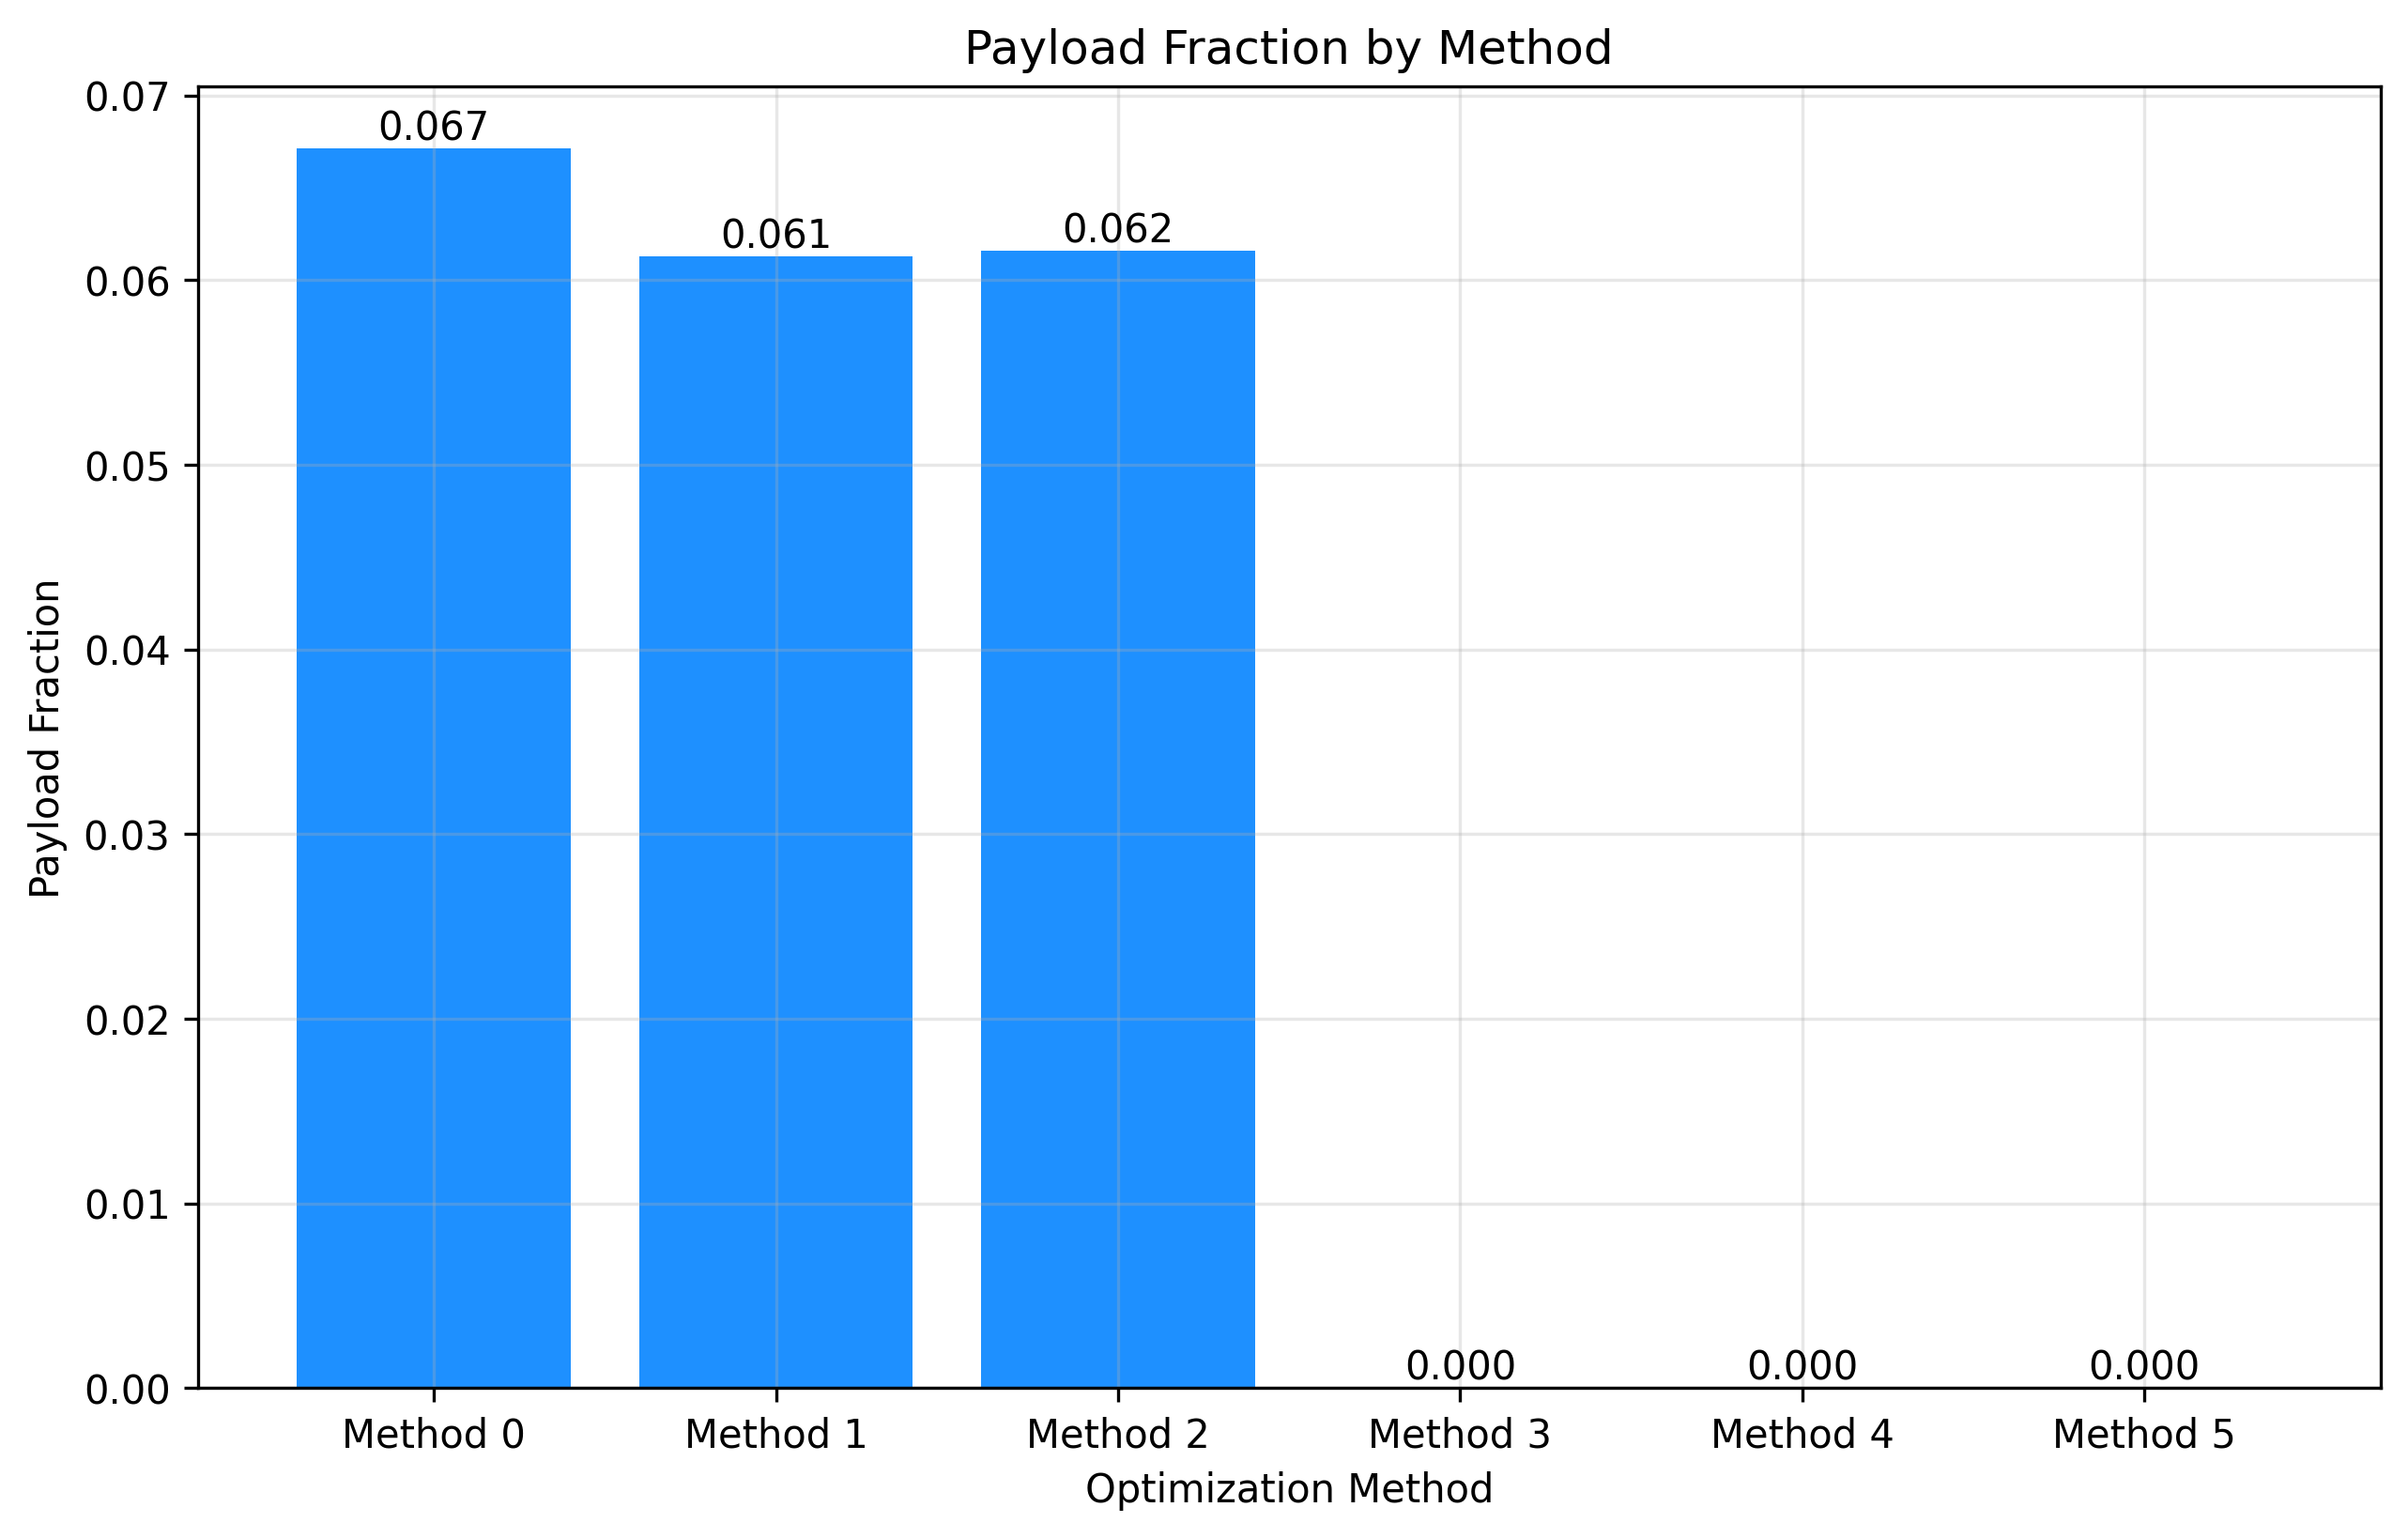 Payload Fraction by Method
0.07
0.06
0.05
0.04
0.03
0.02
0.01
0.00
Payload Fraction
0.067
0.061
0.062
0.000
0.000
0.000
Method 0
Method 1
Method 2
Method 3
Method 4
Method 5
Optimization Method